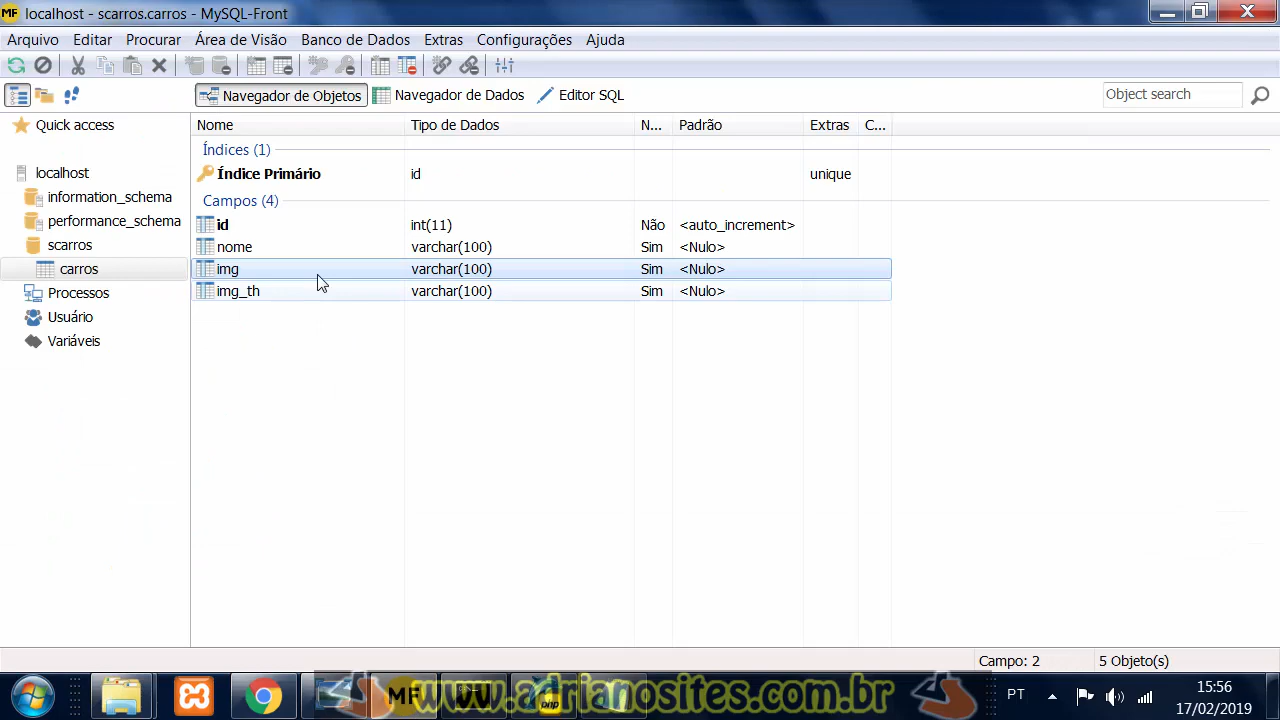 localhost - scarros.carros - MySQL-Front
Arquivo Editar Procurar Área de Visão Banco de Dados Extras Configurações Ajuda
Navegador de Objetos Navegador de Dados Editor SQL Object search
Quick access
localhost
information_schema
performance_schema
scarros
carros
Processos
Usuário
Variáveis
Nome Tipo de Dados N... Padrão Extras C...
Índices (1)
Índice Primário id unique
Campos (4)
id int(11) Não <auto_increment>
nome varchar(100) Sim <Nulo>
img varchar(100) Sim <Nulo>
img_th varchar(100) Sim <Nulo>
Campo: 2 5 Objeto(s)
MF
php
PT 15:56
17/02/2019